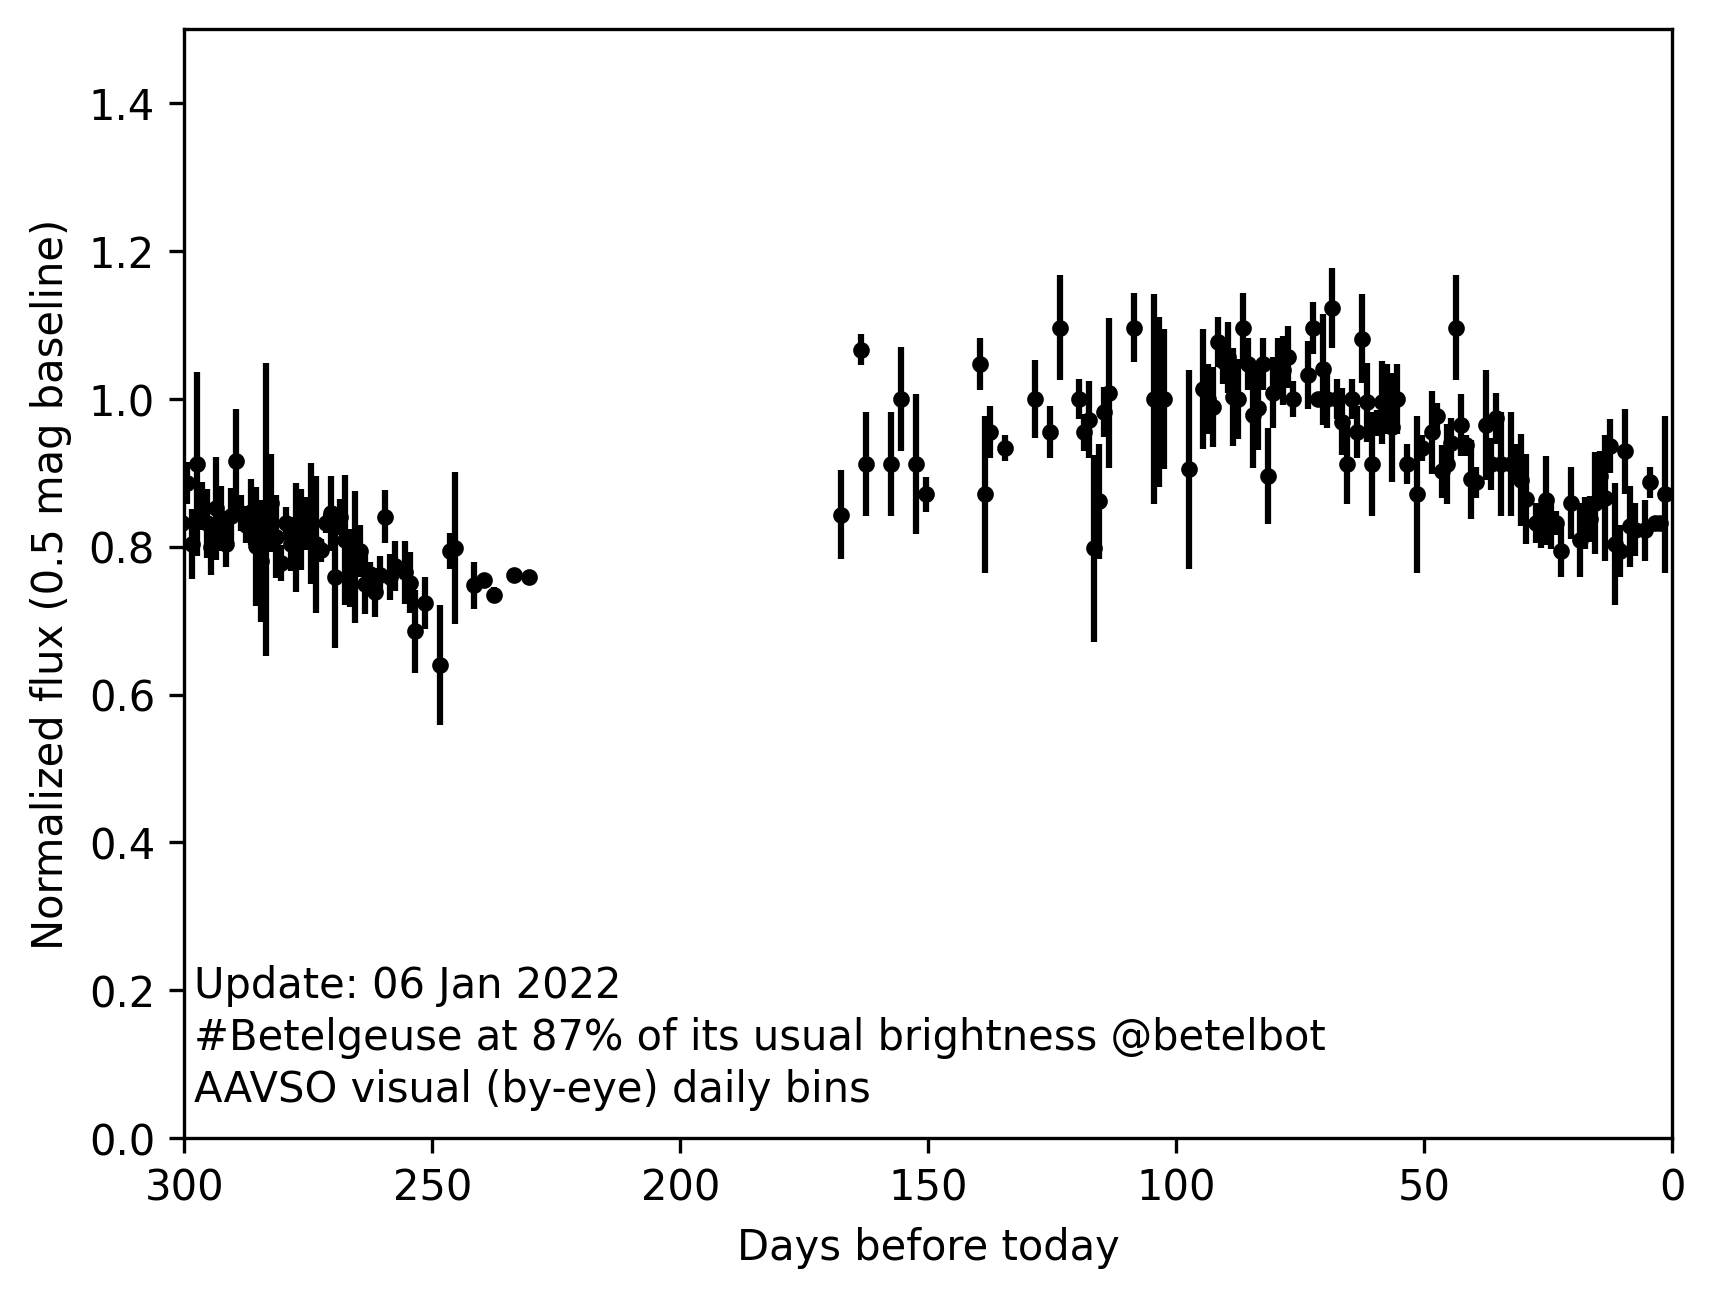 1.4
1.2
1.0
0.8
0.6
0.4
0.2
0.0
Normalized flux (0.5 mag baseline)
Update: 06 Jan 2022
#Betelgeuse at 87% of its usual brightness @betelbot
AAVSO visual (by-eye) daily bins
300 250 200 150 100 50 0
Days before today